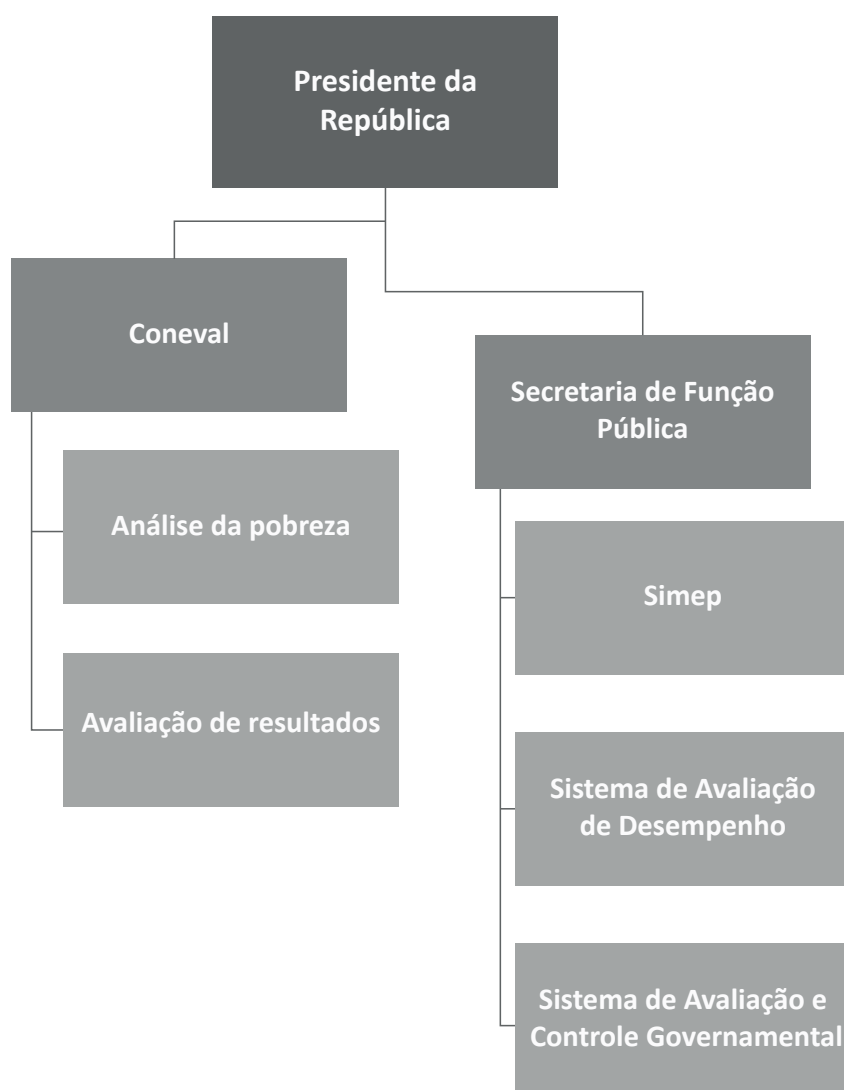 Presidente da
República
Coneval
Análise da pobreza
Avaliação de resultados
Secretaria de Função
Pública
Simep
Sistema de Avaliação
de Desempenho
Sistema de Avaliação e
Controle Governamental